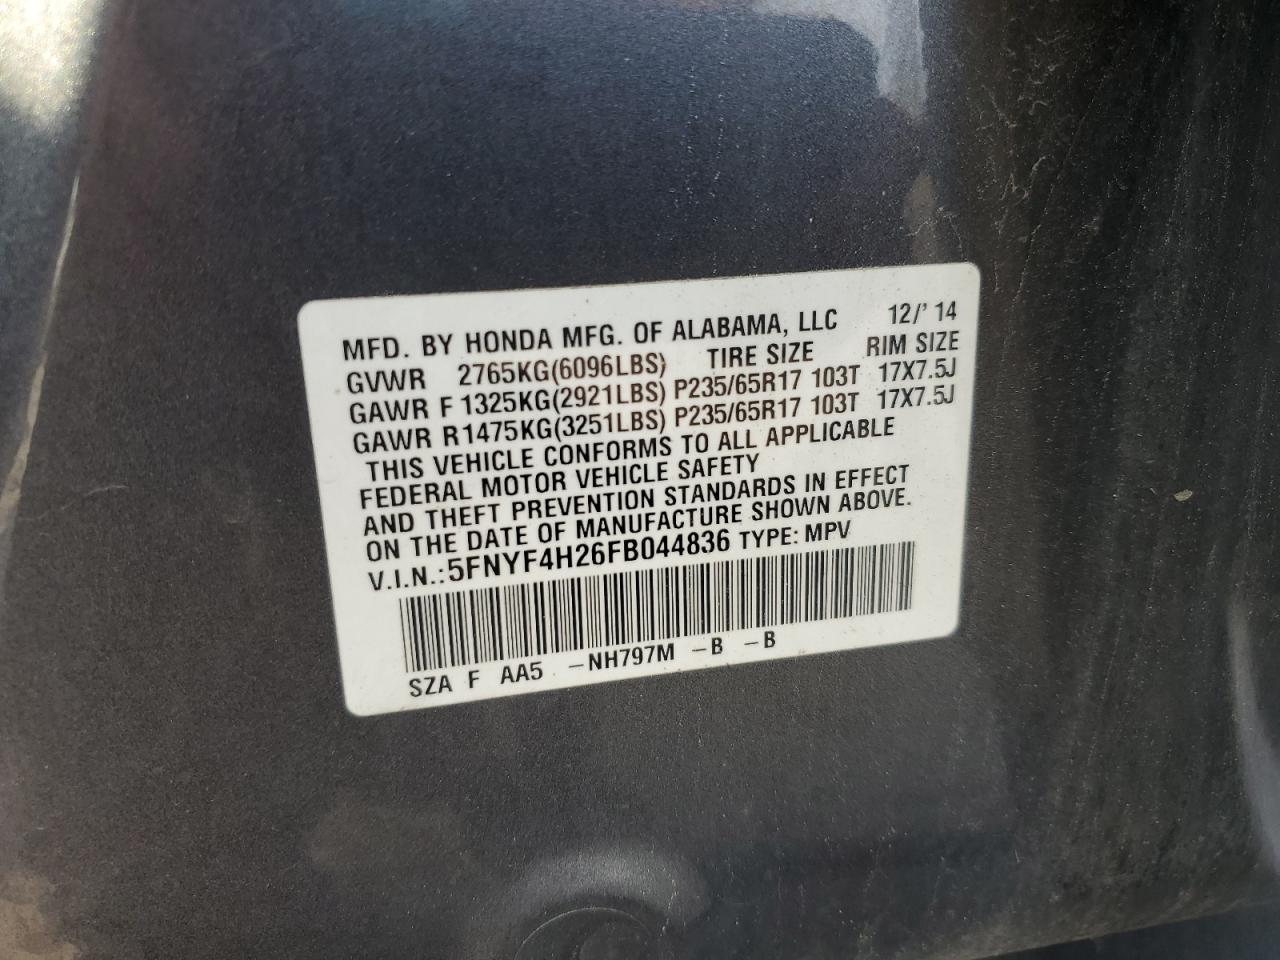 MFD. BY HONDA MFG. OF ALABAMA, LLC 12/'14
GVWR 2765KG(6096LBS) TIRE SIZE RIM SIZE
GAWR F 1325KG(2921LBS) P235/65R17 103T 17X7.5J
GAWR R1475KG(3251LBS) P235/65R17 103T 17X7.5J
THIS VEHICLE CONFORMS TO ALL APPLICABLE
FEDERAL MOTOR VEHICLE SAFETY
AND THEFT PREVENTION STANDARDS IN EFFECT
ON THE DATE OF MANUFACTURE SHOWN ABOVE.
V.I.N.:5FNYF4H26FB044836 TYPE: MPV
SZA F AA5 -NH797M -B -B